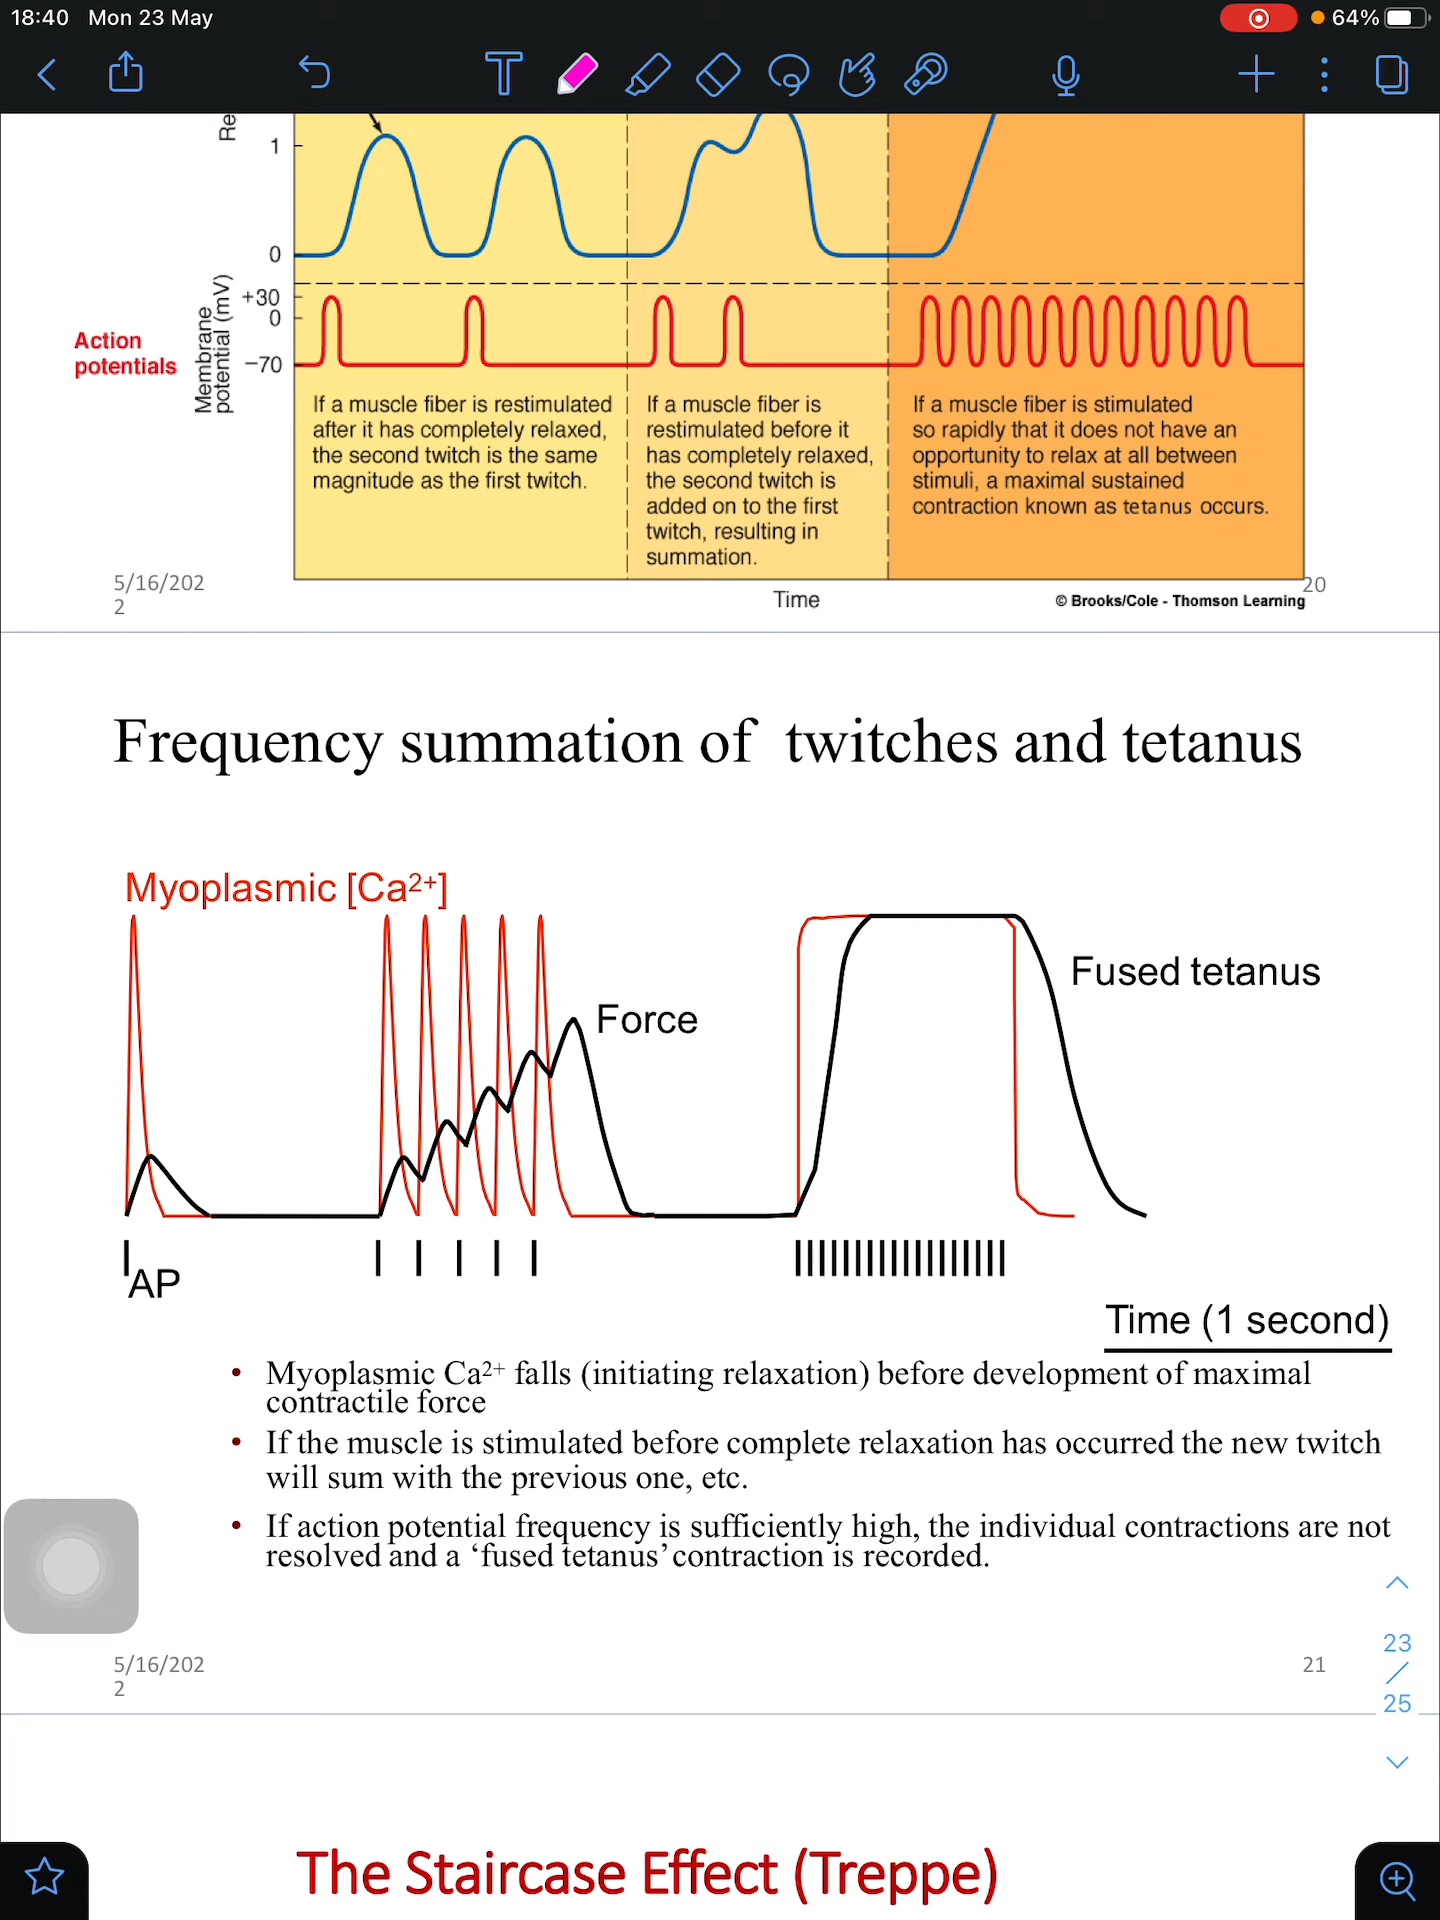 18:40 Mon 23 May
64%
T
Re
1
0
+30
0
−70
Membrane
potential (mV)
Action
potentials
If a muscle fiber is restimulated
after it has completely relaxed,
the second twitch is the same
magnitude as the first twitch.
If a muscle fiber is
restimulated before it
has completely relaxed,
the second twitch is
added on to the first
twitch, resulting in
summation.
If a muscle fiber is stimulated
so rapidly that it does not have an
opportunity to relax at all between
stimuli, a maximal sustained
contraction known as tetanus occurs.
5/16/202
2
20
Time
© Brooks/Cole - Thomson Learning
Frequency summation of twitches and tetanus
Myoplasmic [Ca²⁺]
Force
Fused tetanus
AP
Time (1 second)
• Myoplasmic Ca²⁺ falls (initiating relaxation) before development of maximal
contractile force
• If the muscle is stimulated before complete relaxation has occurred the new twitch
will sum with the previous one, etc.
• If action potential frequency is sufficiently high, the individual contractions are not
resolved and a ‘fused tetanus’ contraction is recorded.
5/16/202
2
21
23
/
25
The Staircase Effect (Treppe)